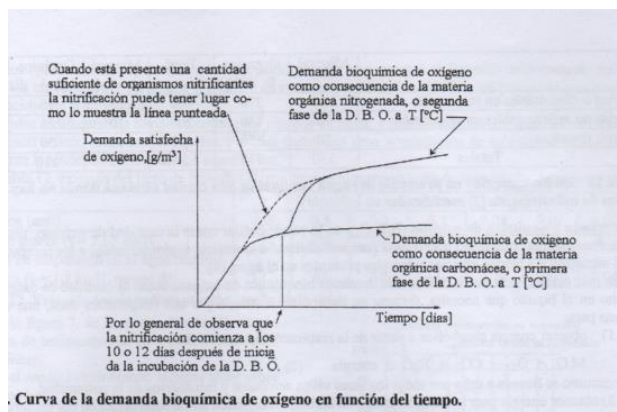 Cuando está presente una cantidad
suficiente de organismos nitrificantes
la nitrificación puede tener lugar co-
mo lo muestra la línea punteada.
Demanda bioquímica de oxígeno
como consecuencia de la materia
orgánica nitrogenada, o segunda
fase de la D. B. O. a T [°C]
Demanda satisfecha
de oxígeno,[g/m³]
Demanda bioquímica de oxígeno
como consecuencia de la materia
orgánica carbonácea, o primera
fase de la D. B. O. a T [°C]
Tiempo [días]
Por lo general de observa que
la nitrificación comienza a los
10 o 12 días después de inicia
da la incubación de la D. B. O.
. Curva de la demanda bioquímica de oxígeno en función del tiempo.